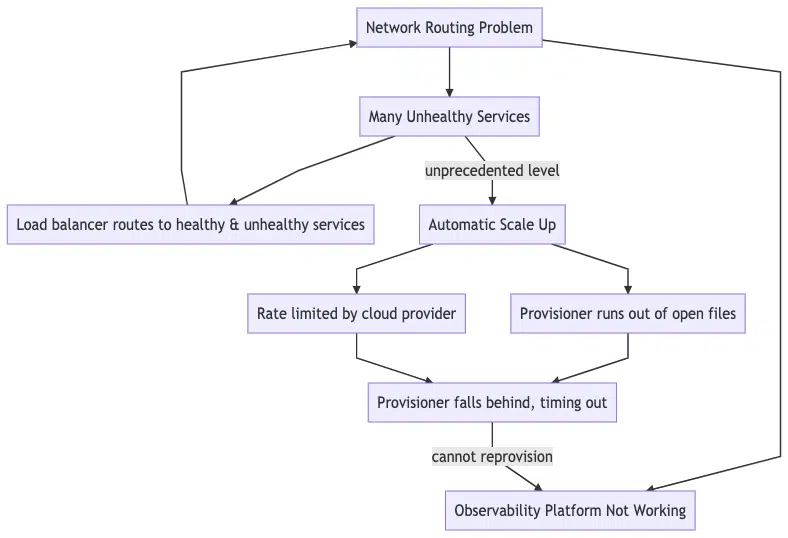 Network Routing Problem
Many Unhealthy Services
unprecedented level
Load balancer routes to healthy & unhealthy services
Automatic Scale Up
Rate limited by cloud provider
Provisioner runs out of open files
Provisioner falls behind, timing out
cannot reprovision
Observability Platform Not Working